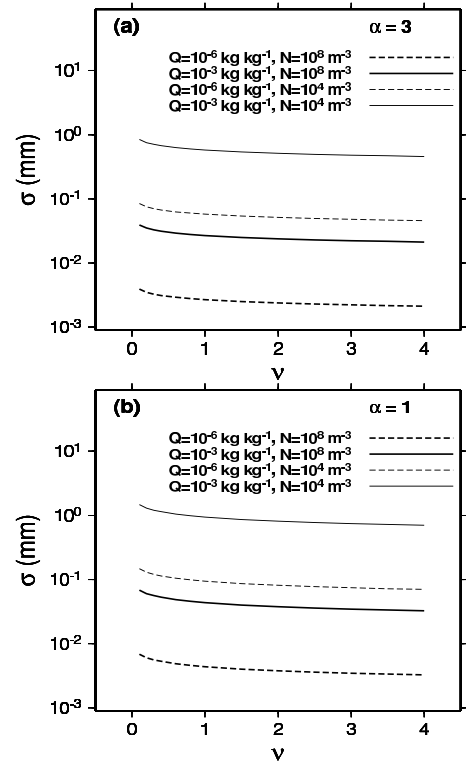 (a) α = 3
Q=10⁻⁶ kg kg⁻¹, N=10⁸ m⁻³
Q=10⁻³ kg kg⁻¹, N=10⁸ m⁻³
Q=10⁻⁶ kg kg⁻¹, N=10⁴ m⁻³
Q=10⁻³ kg kg⁻¹, N=10⁴ m⁻³
10¹
10⁰
10⁻¹
10⁻²
10⁻³
σ (mm)
0 1 2 3 4
ν
(b) α = 1
Q=10⁻⁶ kg kg⁻¹, N=10⁸ m⁻³
Q=10⁻³ kg kg⁻¹, N=10⁸ m⁻³
Q=10⁻⁶ kg kg⁻¹, N=10⁴ m⁻³
Q=10⁻³ kg kg⁻¹, N=10⁴ m⁻³
10¹
10⁰
10⁻¹
10⁻²
10⁻³
σ (mm)
0 1 2 3 4
ν